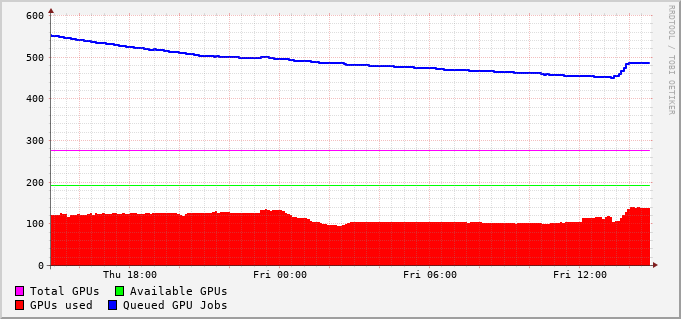 600
500
400
300
200
100
0
Thu 18:00 Fri 00:00 Fri 06:00 Fri 12:00
Total GPUs Available GPUs
GPUs used Queued GPU Jobs
RRDTOOL / TOBI OETIKER